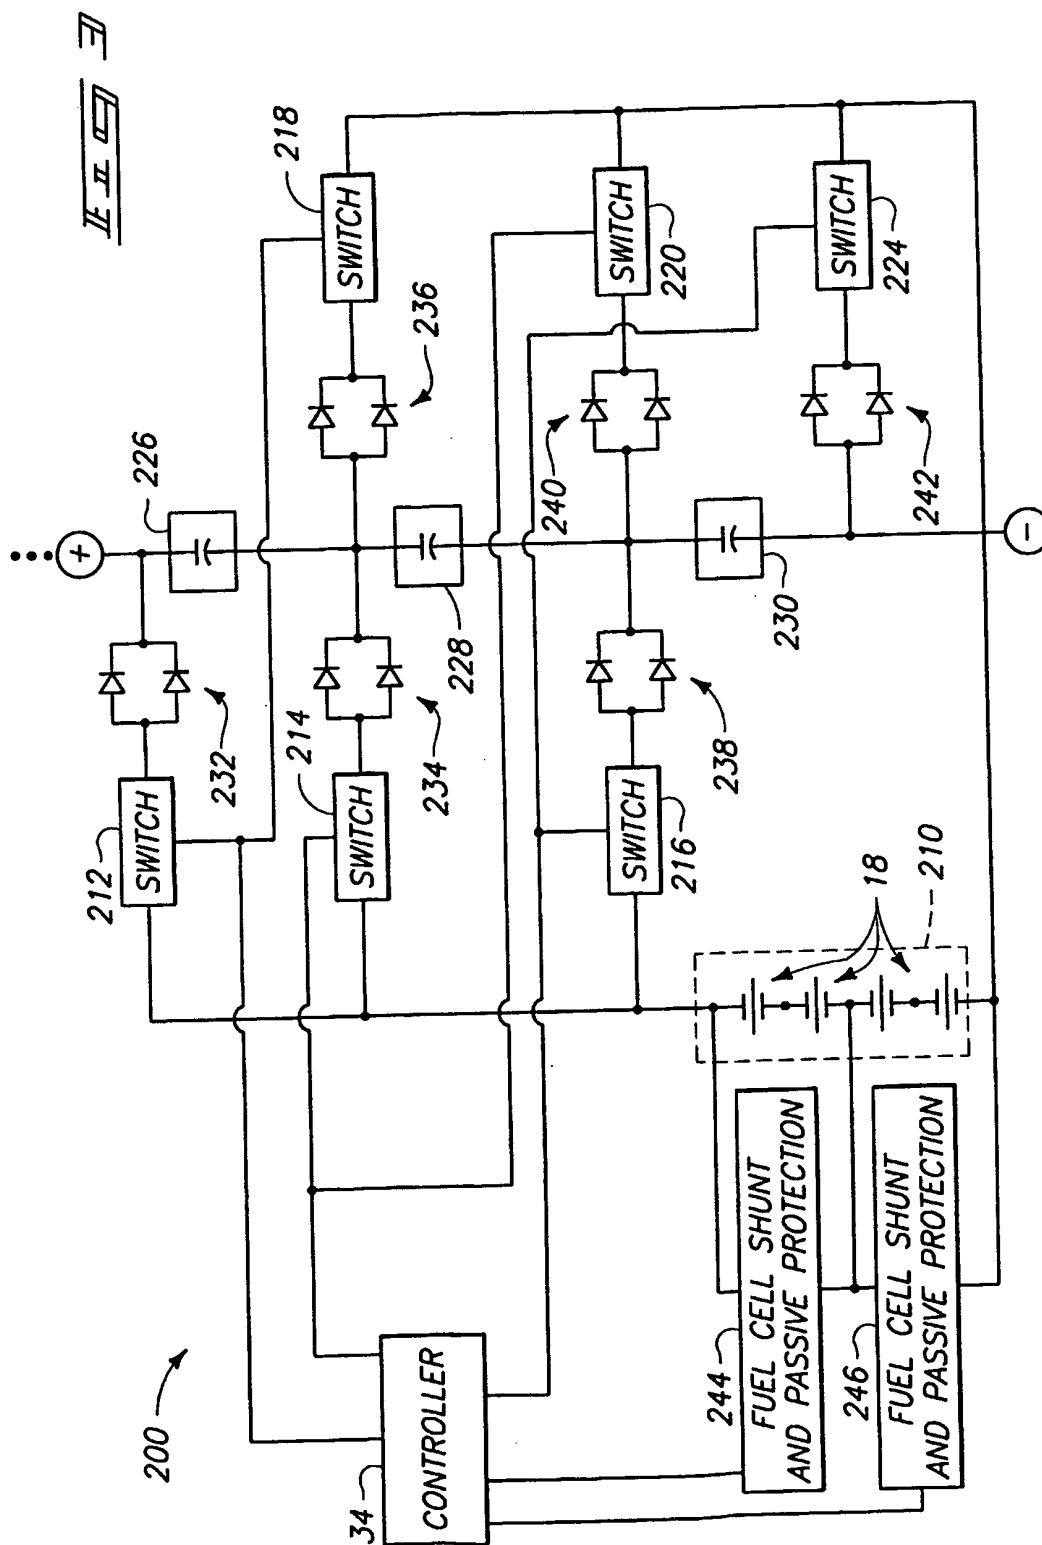 FIG 3
200
34
CONTROLLER
212
SWITCH
232
226
+
218
SWITCH
236
214
SWITCH
234
228
240
220
SWITCH
238
216
SWITCH
230
242
224
SWITCH
−
18
210
244
FUEL CELL SHUNT
AND PASSIVE PROTECTION
246
FUEL CELL SHUNT
AND PASSIVE PROTECTION